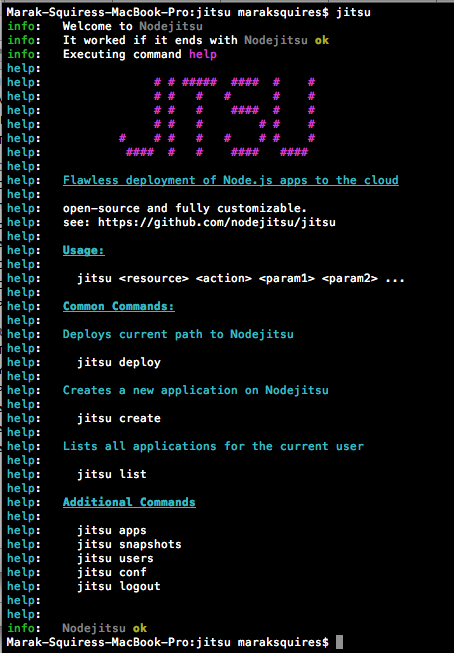 Marak-Squiress-MacBook-Pro:jitsu maraksquires$ jitsu
info:   Welcome to Nodejitsu
info:   It worked if it ends with Nodejitsu ok
info:   Executing command help
help:
help:                # # #####  ####  #    #
help:                # #   #   #      #    #
help:                # #   #    ####  #    #
help:                # #   #        # #    #
help:           #    # #   #   #    # #    #
help:            ####  #   #    ####   ####
help:
help:   Flawless deployment of Node.js apps to the cloud
help:
help:   open-source and fully customizable.
help:   see: https://github.com/nodejitsu/jitsu
help:
help:   Usage:
help:
help:     jitsu <resource> <action> <param1> <param2> ...
help:
help:   Common Commands:
help:
help:   Deploys current path to Nodejitsu
help:
help:     jitsu deploy
help:
help:   Creates a new application on Nodejitsu
help:
help:     jitsu create
help:
help:   Lists all applications for the current user
help:
help:     jitsu list
help:
help:   Additional Commands
help:
help:     jitsu apps
help:     jitsu snapshots
help:     jitsu users
help:     jitsu conf
help:     jitsu logout
help:
help:
info:   Nodejitsu ok
Marak-Squiress-MacBook-Pro:jitsu maraksquires$